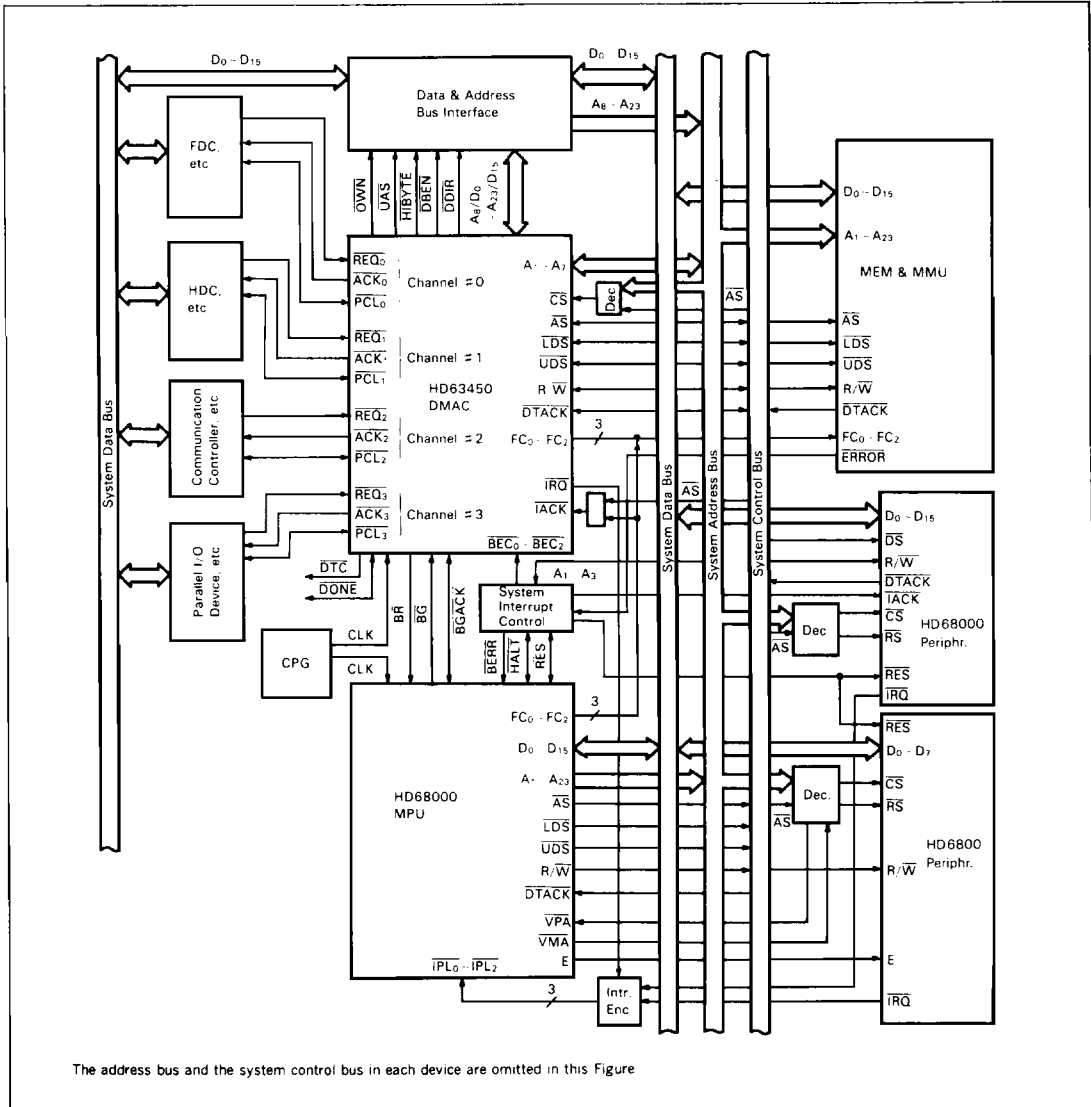 D0 - D15
D0 D15
Data & Address
Bus Interface
A8 - A23
FDC,
etc
OWN
UAS
HIBYTE
DBEN
DDIR
A8/D0
- A23/D15
D0 - D15
A1 - A23
MEM & MMU
REQ0
ACK0
PCL0
Channel #0
A1 - A7
CS
Dec
AS
HDC,
etc
AS
LDS
UDS
R W
DTACK
FC0 - FC2
3
REQ1
ACK1
PCL1
Channel #1
HD63450
DMAC
AS
LDS
UDS
R/W
DTACK
FC0 - FC2
ERROR
System Data Bus
Communication
Controller, etc
REQ2
ACK2
PCL2
Channel #2
IRQ
IACK
Parallel I/O
Device, etc
REQ3
ACK3
PCL3
Channel #3
BEC0 - BEC2
System Data Bus
System Address Bus
System Control Bus
AS
D0 - D15
DS
R/W
DTACK
IACK
CS
RS
HD68000
Periphr.
RES
IRQ
DTC
DONE
BR
BG
BGACK
A1 A3
System
Interrupt
Control
Dec
AS
CPG
CLK
CLK
BERR
HALT
RES
FC0 - FC2
3
D0 D15
A1 A23
HD68000
MPU
AS
LDS
UDS
R/W
DTACK
VPA
VMA
E
IPL0 - IPL2
3
Intr.
Enc
Dec.
AS
RES
D0 - D7
CS
RS
HD6800
Periphr.
R/W
E
IRQ
The address bus and the system control bus in each device are omitted in this Figure